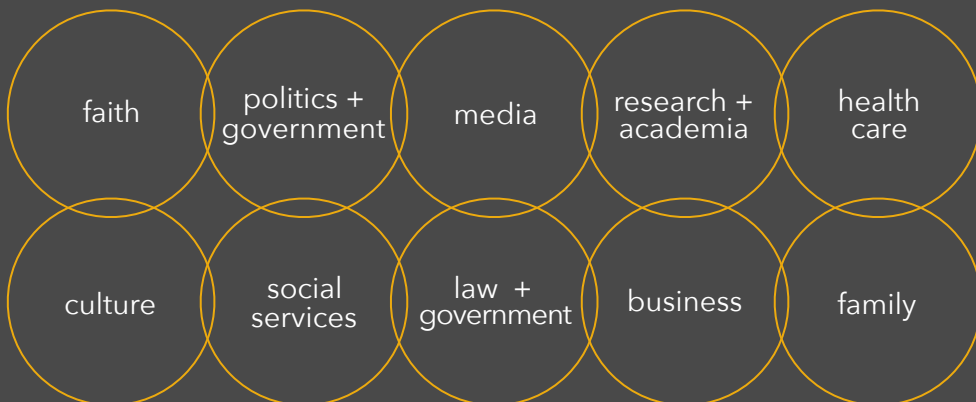 faith
politics +
government
media
research +
academia
health
care
culture
social
services
law +
government
business
family